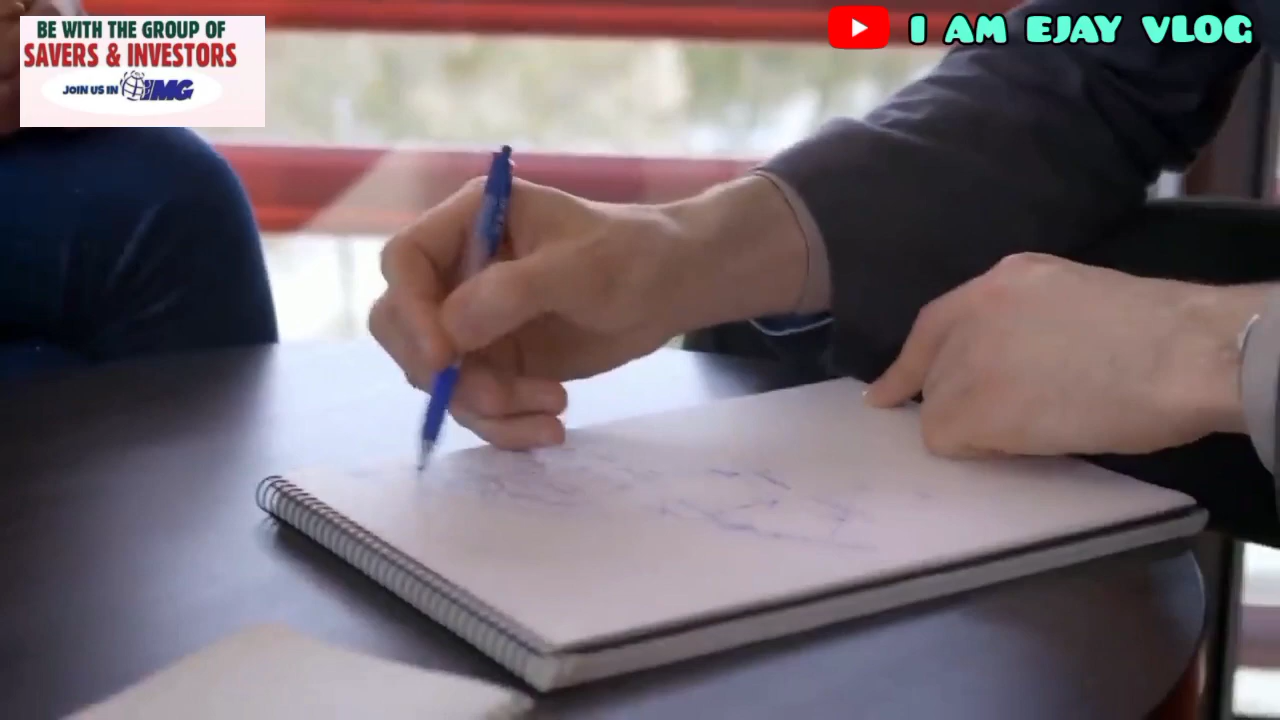 BE WITH THE GROUP OF
SAVERS & INVESTORS
JOIN US IN IMG
I AM EJAY VLOG